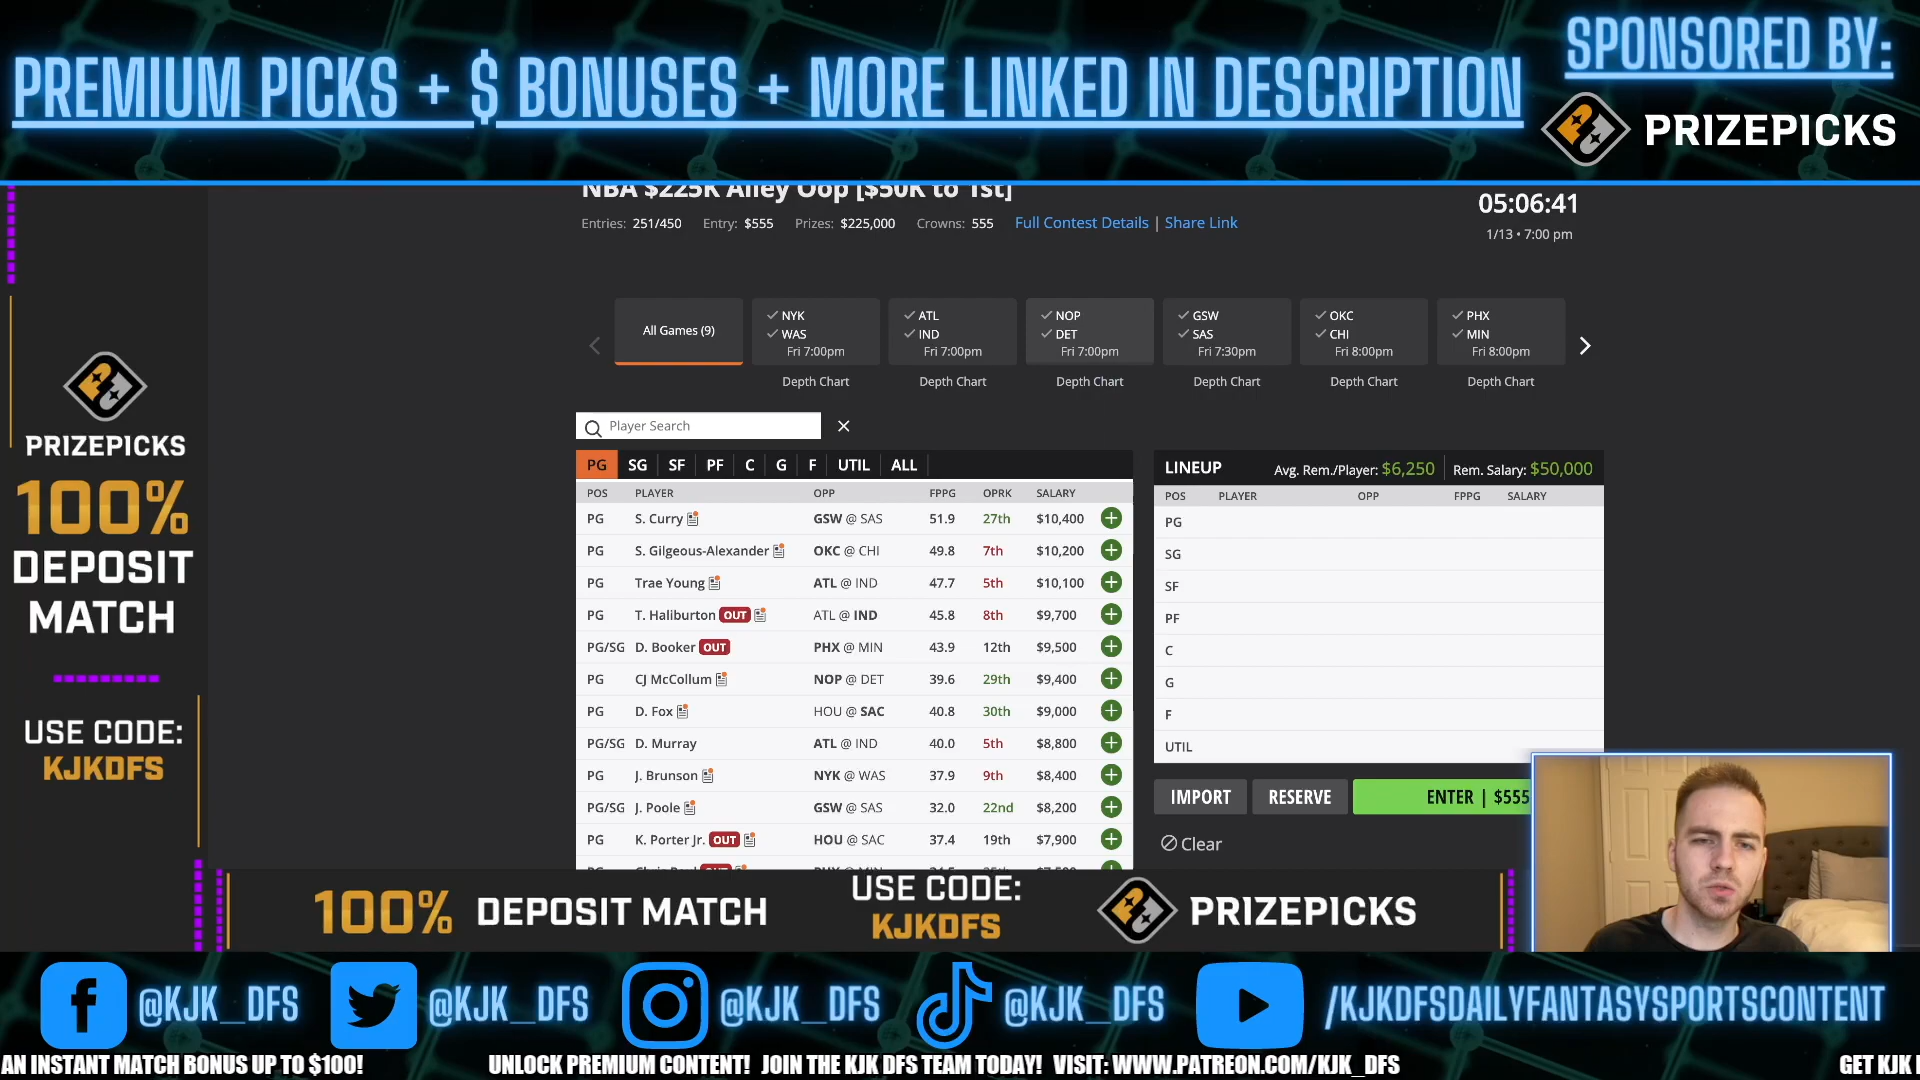 PREMIUM PICKS + $ BONUSES + MORE LINKED IN DESCRIPTION
SPONSORED BY:
PRIZEPICKS
NBA $225K Alley Oop [$50K to 1st]
Entries: 251/450 Entry: $555 Prizes: $225,000 Crowns: 555 Full Contest Details | Share Link
05:06:41
1/13 • 7:00 pm
All Games (9)
NYK
WAS
Fri 7:00pm
Depth Chart
ATL
IND
Fri 7:00pm
Depth Chart
NOP
DET
Fri 7:00pm
Depth Chart
GSW
SAS
Fri 7:30pm
Depth Chart
OKC
CHI
Fri 8:00pm
Depth Chart
PHX
MIN
Fri 8:00pm
Depth Chart
Player Search
PG SG SF PF C G F UTIL ALL
POS PLAYER OPP FPPG OPRK SALARY
PG S. Curry GSW @ SAS 51.9 27th $10,400
PG S. Gilgeous-Alexander OKC @ CHI 49.8 7th $10,200
PG Trae Young ATL @ IND 47.7 5th $10,100
PG T. Haliburton OUT ATL @ IND 45.8 8th $9,700
PG/SG D. Booker OUT PHX @ MIN 43.9 12th $9,500
PG CJ McCollum NOP @ DET 39.6 29th $9,400
PG D. Fox HOU @ SAC 40.8 30th $9,000
PG/SG D. Murray ATL @ IND 40.0 5th $8,800
PG J. Brunson NYK @ WAS 37.9 9th $8,400
PG/SG J. Poole GSW @ SAS 32.0 22nd $8,200
PG K. Porter Jr. OUT HOU @ SAC 37.4 19th $7,900
LINEUP Avg. Rem./Player: $6,250 Rem. Salary: $50,000
POS PLAYER OPP FPPG SALARY
PG
SG
SF
PF
C
G
F
UTIL
IMPORT RESERVE ENTER | $555
Clear
PRIZEPICKS
100%
DEPOSIT
MATCH
USE CODE:
KJKDFS
100% DEPOSIT MATCH
USE CODE:
KJKDFS
PRIZEPICKS
@KJK_DFS @KJK_DFS @KJK_DFS @KJK_DFS /KJKDFSDAILYFANTASYSPORTSCONTENT
AN INSTANT MATCH BONUS UP TO $100! UNLOCK PREMIUM CONTENT! JOIN THE KJK DFS TEAM TODAY! VISIT: WWW.PATREON.COM/KJK_DFS GET KJK